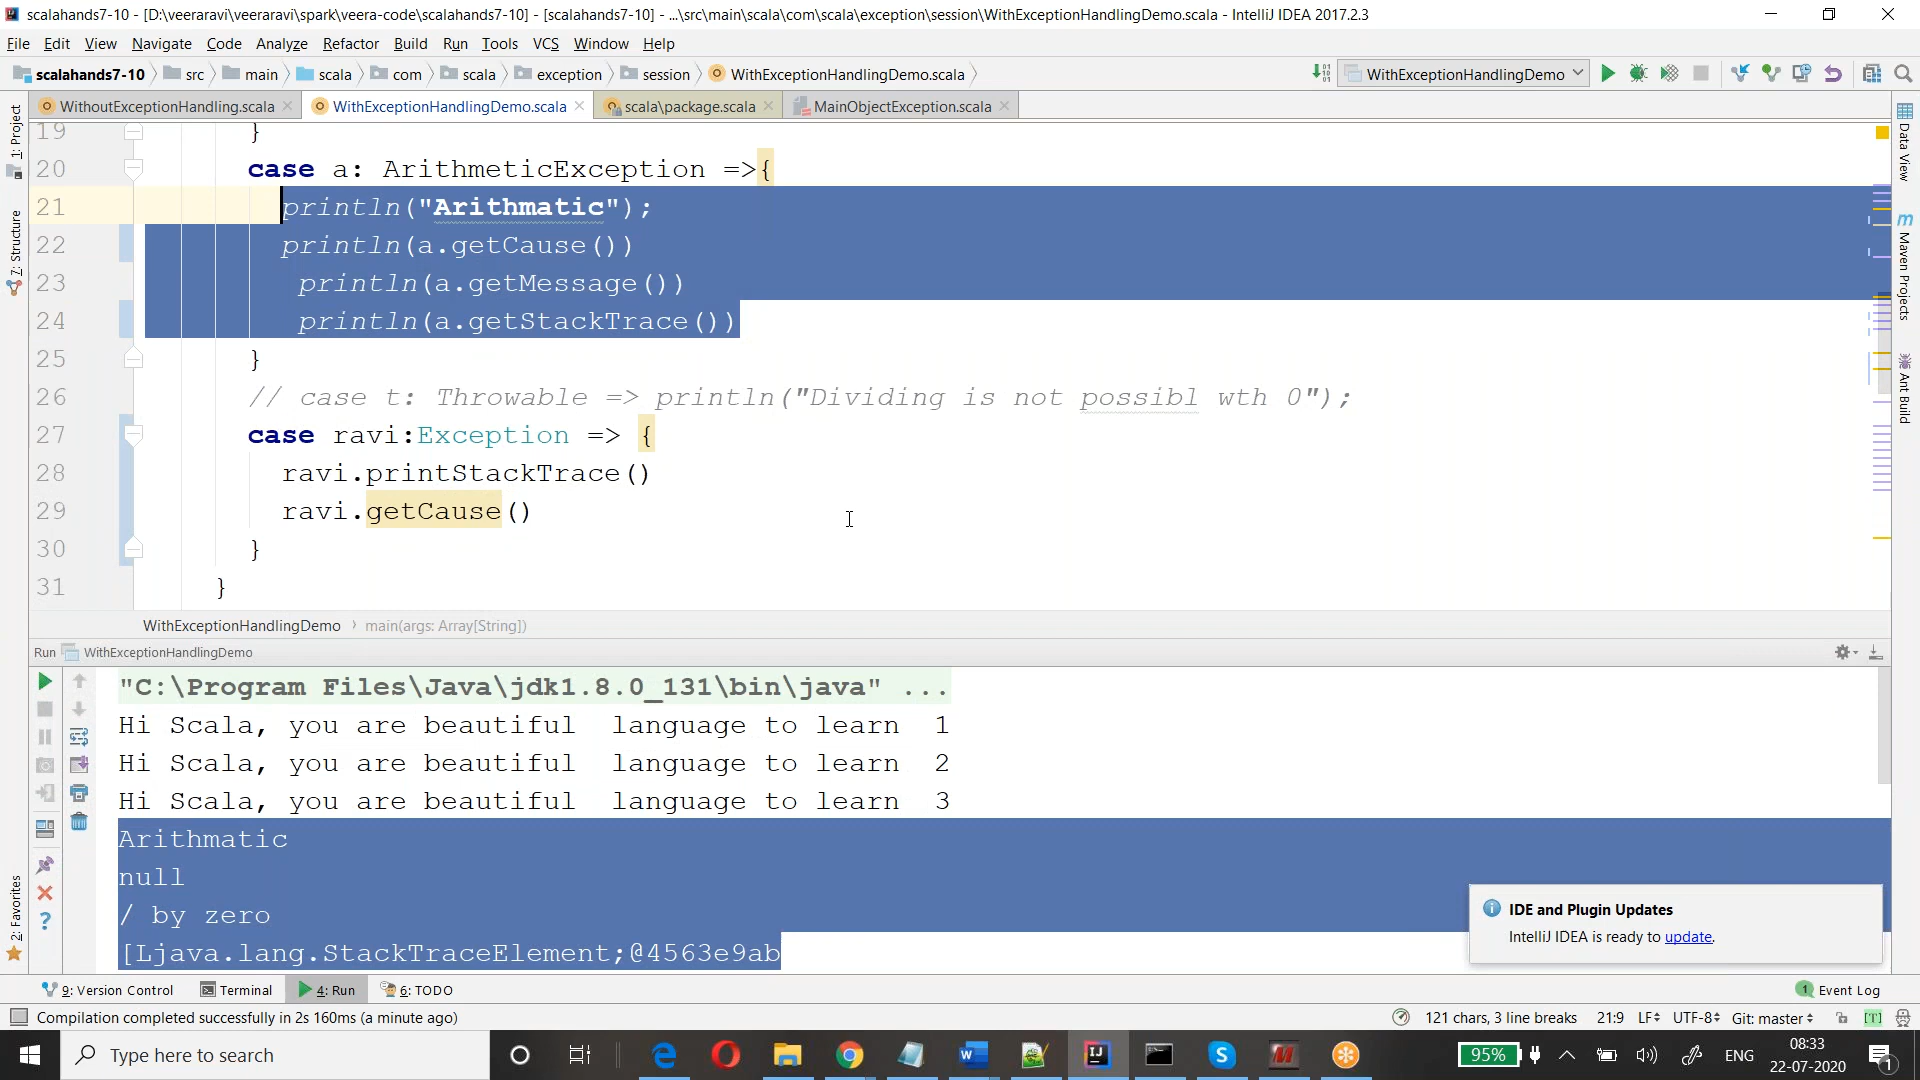 scalahands7-10 - [D:\veeraravi\veeraravi\spark\veera-code\scalahands7-10] - [scalahands7-10] - ...\src\main\scala\com\scala\exception\session\WithExceptionHandlingDemo.scala - IntelliJ IDEA 2017.2.3
File Edit View Navigate Code Analyze Refactor Build Run Tools VCS Window Help
scalahands7-10 src main scala com scala exception session WithExceptionHandlingDemo.scala WithExceptionHandlingDemo
WithoutExceptionHandling.scala WithExceptionHandlingDemo.scala scala\package.scala MainObjectException.scala
1: Project
7: Structure
2: Favorites
Data View
Maven Projects
Ant Build
19 }
20 case a: ArithmeticException =>{
21 println("Arithmatic");
22 println(a.getCause())
23 println(a.getMessage())
24 println(a.getStackTrace())
25 }
26 // case t: Throwable => println("Dividing is not possibl wth 0");
27 case ravi:Exception => {
28 ravi.printStackTrace()
29 ravi.getCause()
30 }
31 }
WithExceptionHandlingDemo main(args: Array[String])
Run WithExceptionHandlingDemo
"C:\Program Files\Java\jdk1.8.0_131\bin\java" ...
Hi Scala, you are beautiful  language to learn  1
Hi Scala, you are beautiful  language to learn  2
Hi Scala, you are beautiful  language to learn  3
Arithmatic
null
/ by zero
[Ljava.lang.StackTraceElement;@4563e9ab
IDE and Plugin Updates
IntelliJ IDEA is ready to update.
9: Version Control Terminal 4: Run 6: TODO 1 Event Log
Compilation completed successfully in 2s 160ms (a minute ago) 121 chars, 3 line breaks 21:9 LF UTF-8 Git: master [T]
Type here to search 95% ENG 08:33
22-07-2020 1